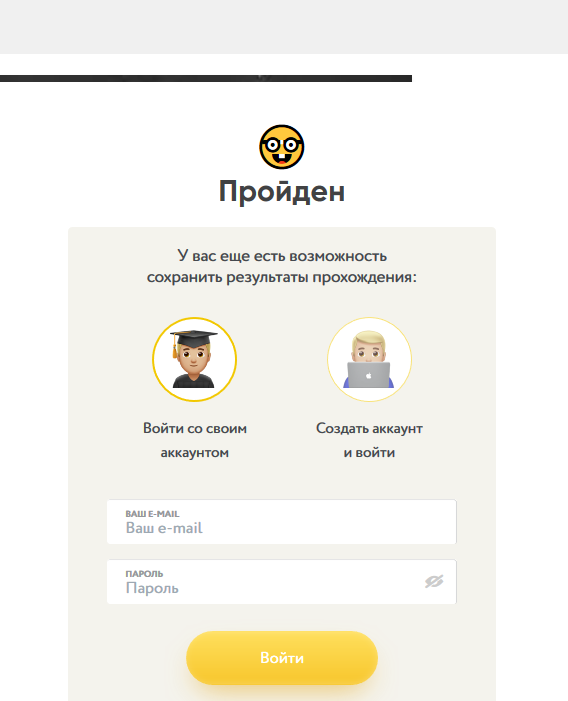 Пройден
У вас еще есть возможность
сохранить результаты прохождения:
Войти со своим
аккаунтом
Создать аккаунт
и войти
ВАШ E-MAIL
Ваш e-mail
ПАРОЛЬ
Пароль
Войти